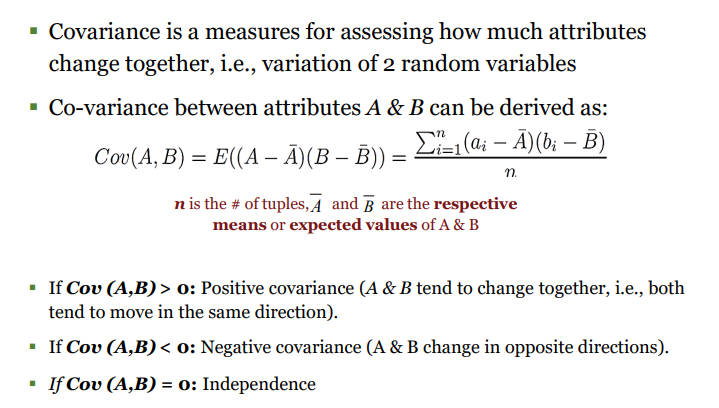 ▪ Covariance is a measures for assessing how much attributes
change together, i.e., variation of 2 random variables
▪ Co-variance between attributes A & B can be derived as:
Cov(A, B) = E((A − Ā)(B − B̄)) = ∑ⁿᵢ₌₁(aᵢ − Ā)(bᵢ − B̄) / n
n is the # of tuples, A̅ and B̅ are the respective
means or expected values of A & B
▪ If Cov (A,B) > 0: Positive covariance (A & B tend to change together, i.e., both
tend to move in the same direction).
▪ If Cov (A,B) < 0: Negative covariance (A & B change in opposite directions).
▪ If Cov (A,B) = 0: Independence